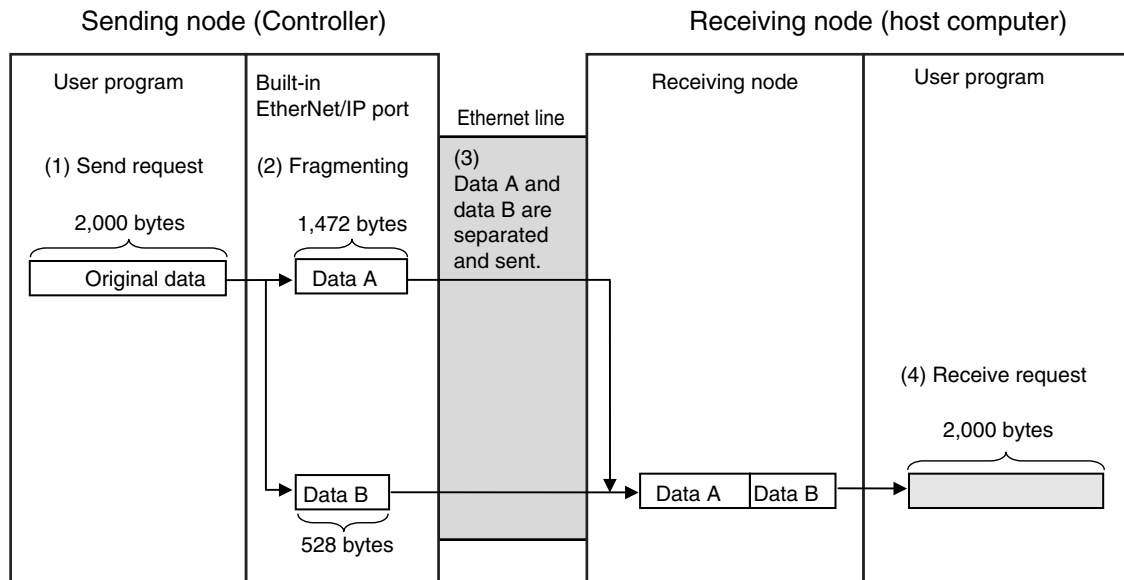 Sending node (Controller)
Receiving node (host computer)
User program
Built-in
EtherNet/IP port
Ethernet line
Receiving node
User program
(1) Send request
(2) Fragmenting
(3)
Data A and
data B are
separated
and sent.
2,000 bytes
1,472 bytes
Original data
Data A
(4) Receive request
2,000 bytes
Data B
Data A
Data B
528 bytes